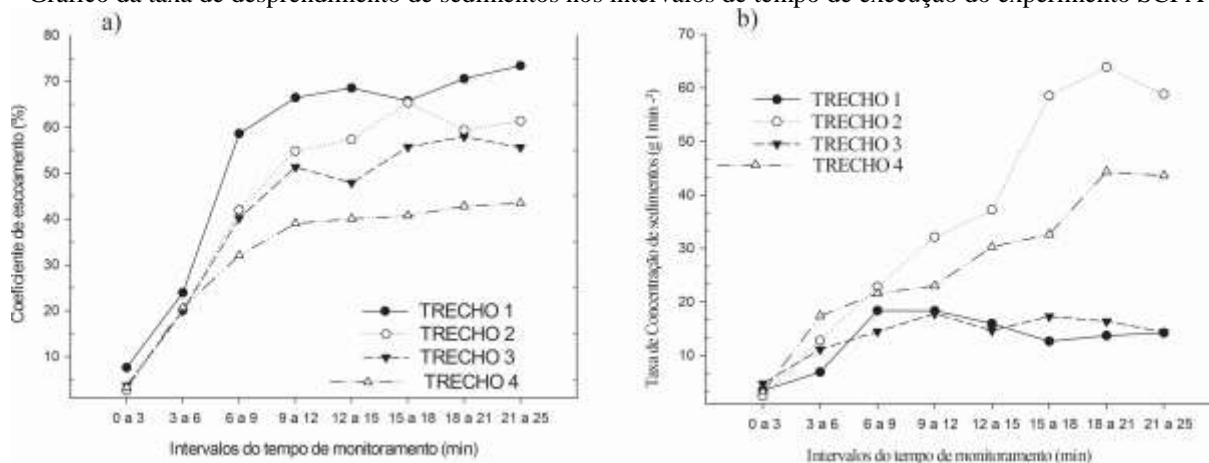 Gráfico da taxa de desprendimento de sedimentos nos intervalos de tempo de execução do experimento
a)
80
70
60
50
40
30
20
10
Coeficiente de escoamento (%)
TRECHO 1
TRECHO 2
TRECHO 3
TRECHO 4
0 a 3
3 a 6
6 a 9
9 a 12
12 a 15
15 a 18
18 a 21
21 a 25
Intervalos do tempo de monitoramento (min)
b)
70
60
50
40
30
20
10
Taxa de Concentração de sedimentos (g l min -²)
TRECHO 1
TRECHO 2
TRECHO 3
TRECHO 4
0 a 3
3 a 6
6 a 9
9 a 12
12 a 15
15 a 18
18 a 21
21 a 25
Intervalos do tempo de monitoramento (min)